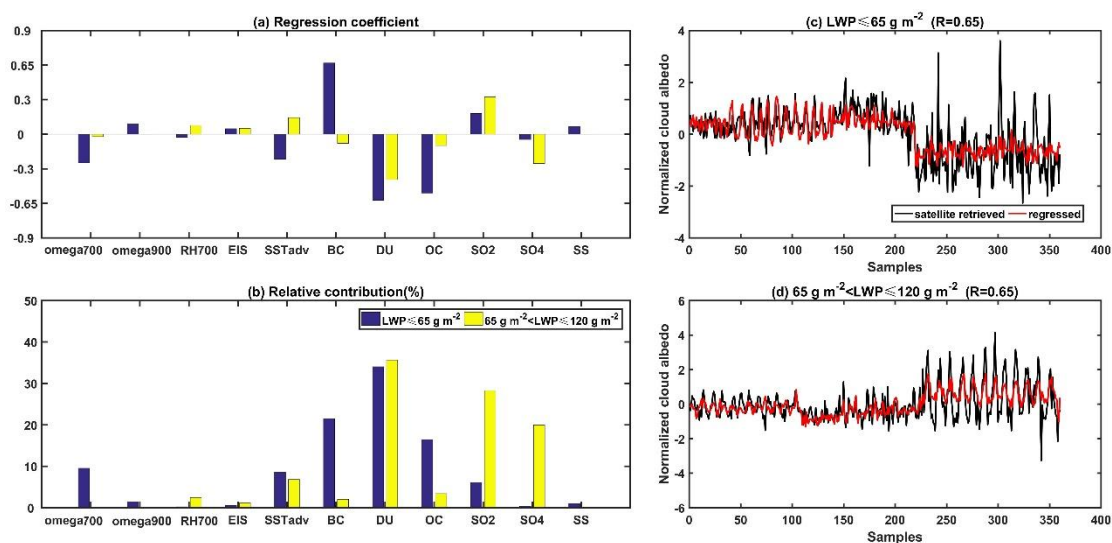 (a) Regression coefficient
0.9
0.65
0.3
0
-0.3
-0.65
-0.9
omega700 omega900 RH700 EIS SSTadv BC DU OC SO2 SO4 SS
(b) Relative contribution(%)
50
40
30
20
10
0
LWP≤65 g m⁻² 65 g m⁻²<LWP≤120 g m⁻²
omega700 omega900 RH700 EIS SSTadv BC DU OC SO2 SO4 SS
(c) LWP≤65 g m⁻² (R=0.65)
Normalized cloud albedo
4
2
0
-2
-4
satellite retrieved regressed
0 50 100 150 200 250 300 350 400
Samples
(d) 65 g m⁻²<LWP≤120 g m⁻² (R=0.65)
Normalized cloud albedo
6
4
2
0
-2
-4
-6
0 50 100 150 200 250 300 350 400
Samples